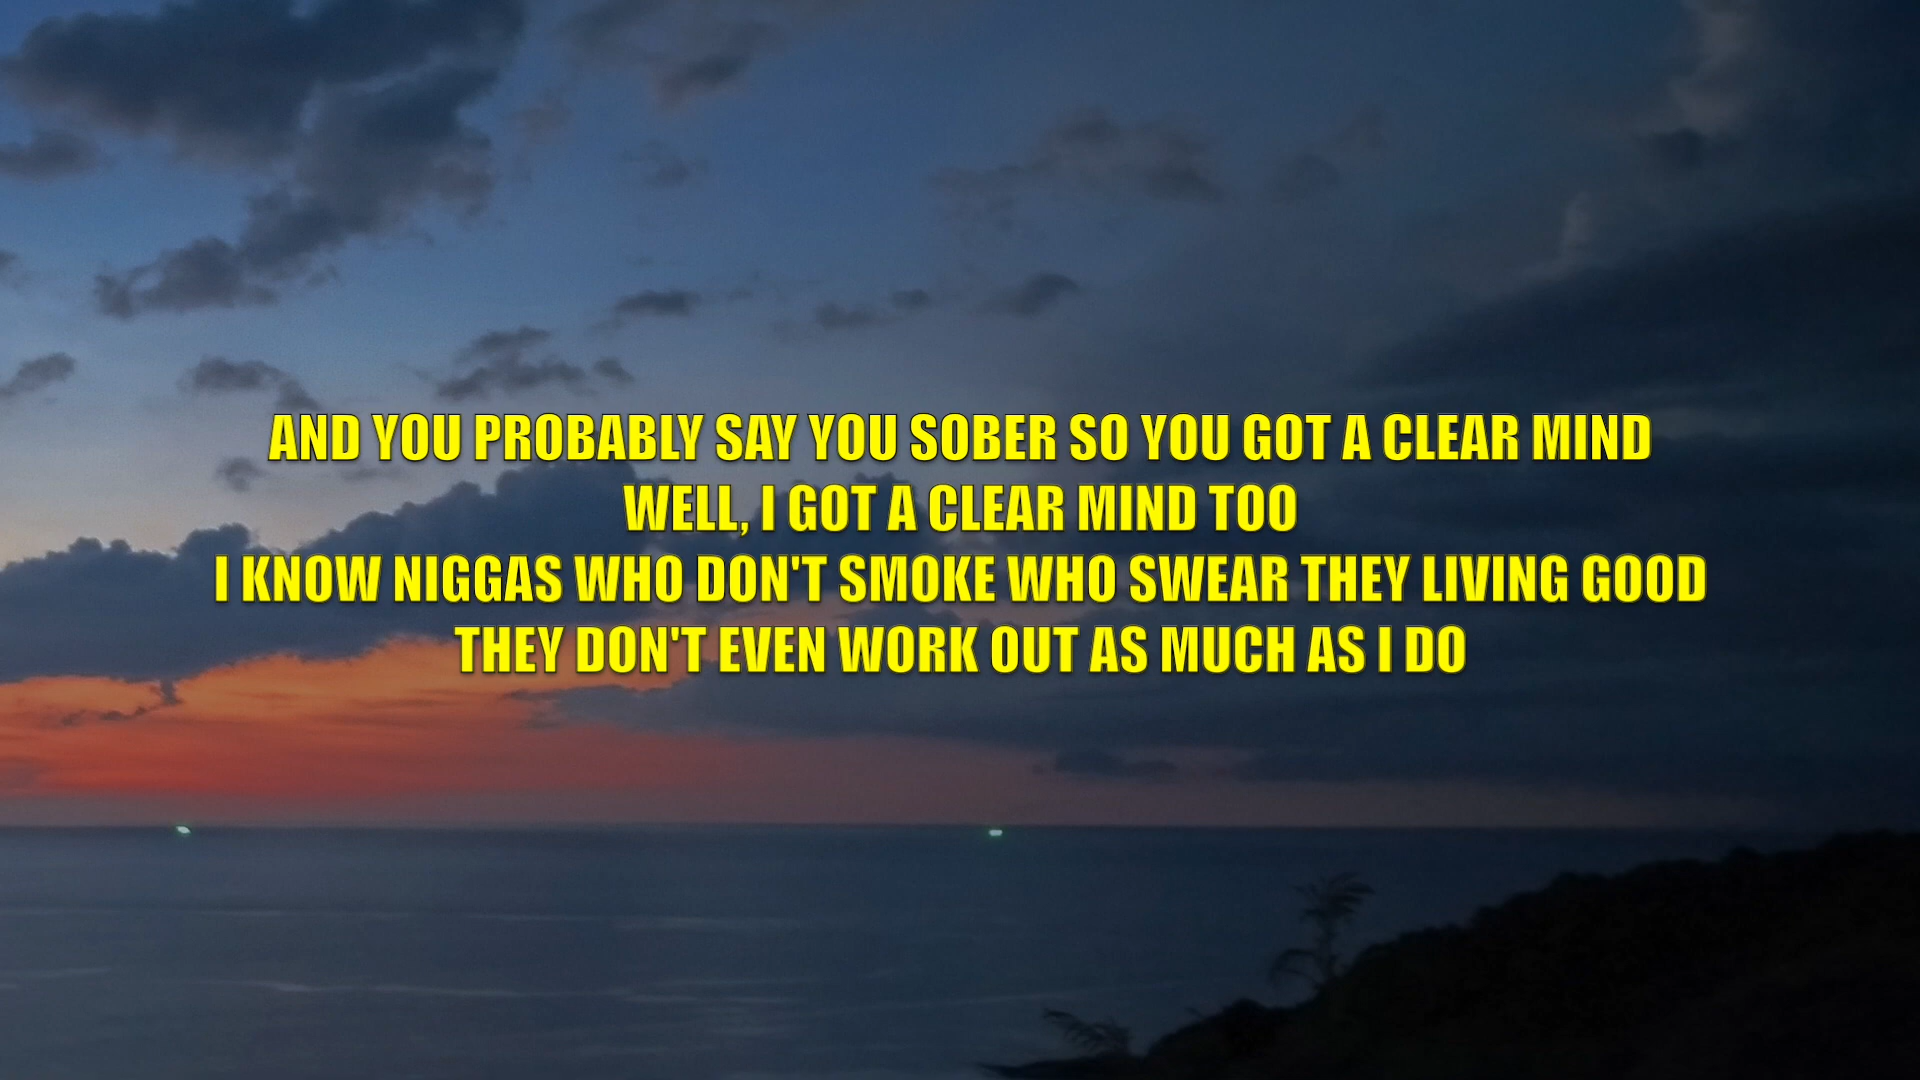 AND YOU PROBABLY SAY YOU SOBER SO YOU GOT A CLEAR MIND
WELL, I GOT A CLEAR MIND TOO
I KNOW NIGGAS WHO DON'T SMOKE WHO SWEAR THEY LIVING GOOD
THEY DON'T EVEN WORK OUT AS MUCH AS I DO